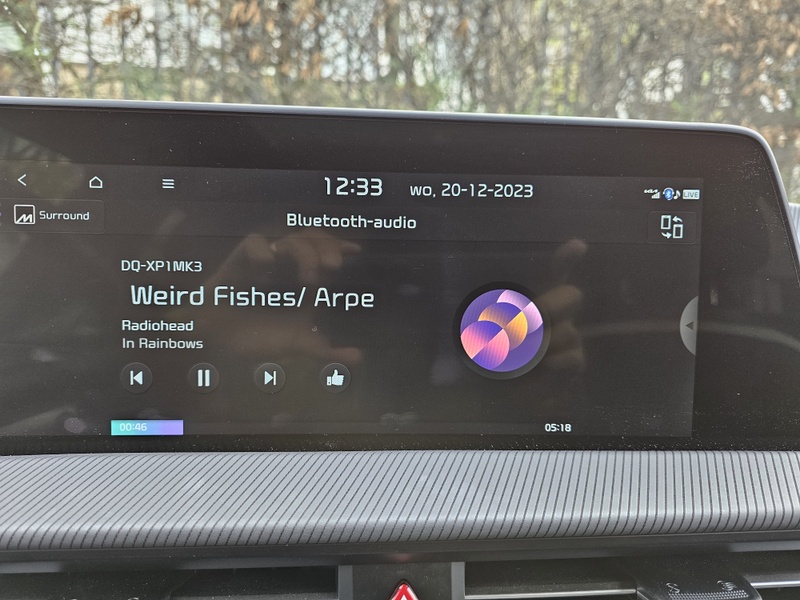 12:33 wo, 20-12-2023
LIVE
Surround
Bluetooth-audio
DQ-XP1MK3
Weird Fishes/ Arpe
Radiohead
In Rainbows
00:46
05:18